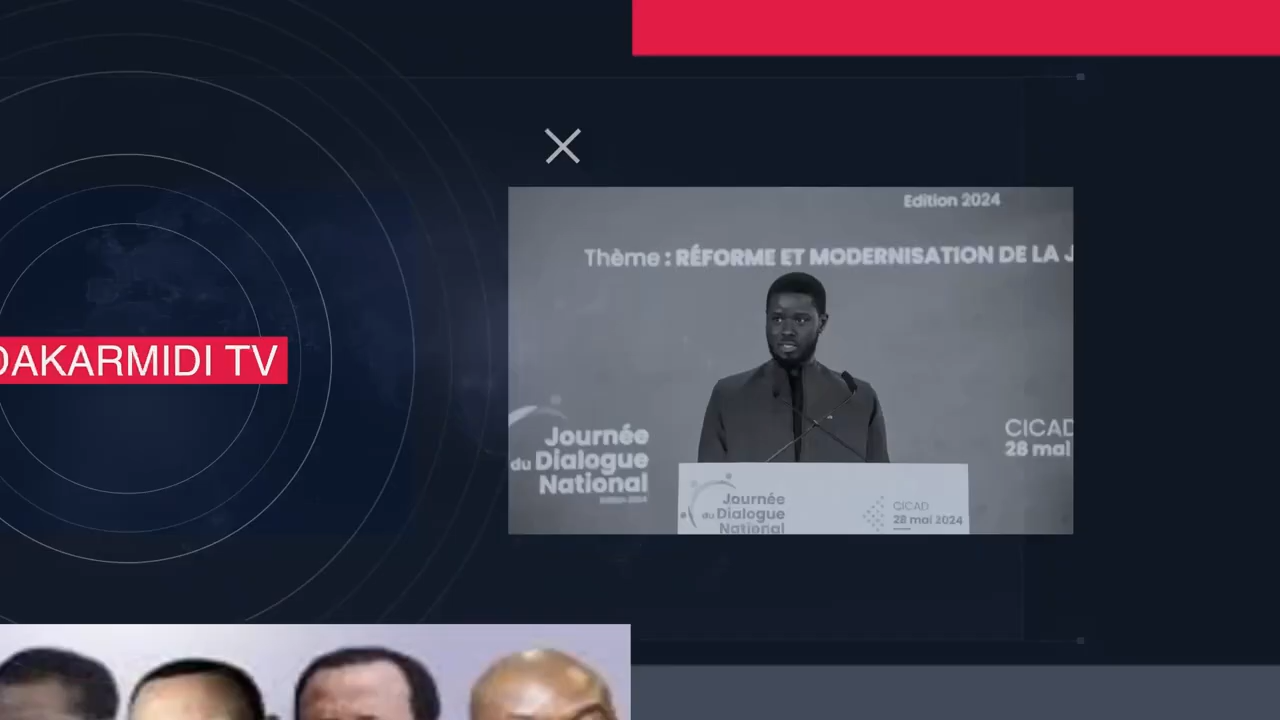 Edition 2024
Thème : RÉFORME ET MODERNISATION DE LA J
DAKARMIDI TV
Journée
du Dialogue
National
CICAD
28 mai
Journée
du Dialogue
National
CICAD
28 mai 2024